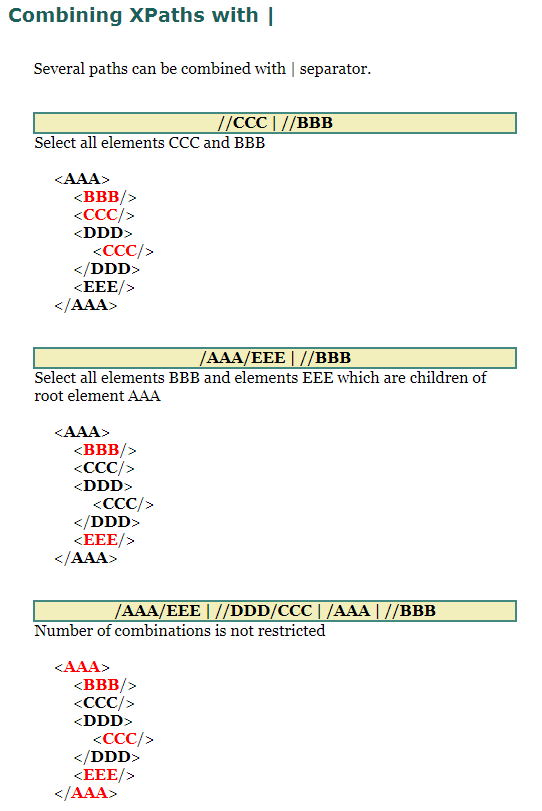 Combining XPaths with |
Several paths can be combined with | separator.
//CCC | //BBB
Select all elements CCC and BBB
<AAA>
<BBB/>
<CCC/>
<DDD>
<CCC/>
</DDD>
<EEE/>
</AAA>
/AAA/EEE | //BBB
Select all elements BBB and elements EEE which are children of
root element AAA
<AAA>
<BBB/>
<CCC/>
<DDD>
<CCC/>
</DDD>
<EEE/>
</AAA>
/AAA/EEE | //DDD/CCC | /AAA | //BBB
Number of combinations is not restricted
<AAA>
<BBB/>
<CCC/>
<DDD>
<CCC/>
</DDD>
<EEE/>
</AAA>